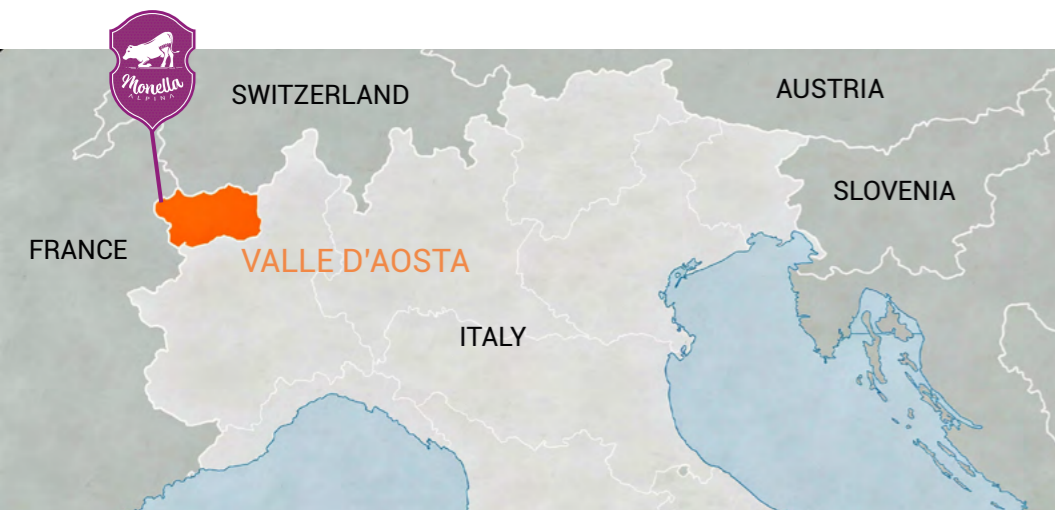 Monella
ALPINA
SWITZERLAND
AUSTRIA
SLOVENIA
FRANCE
VALLE D'AOSTA
ITALY